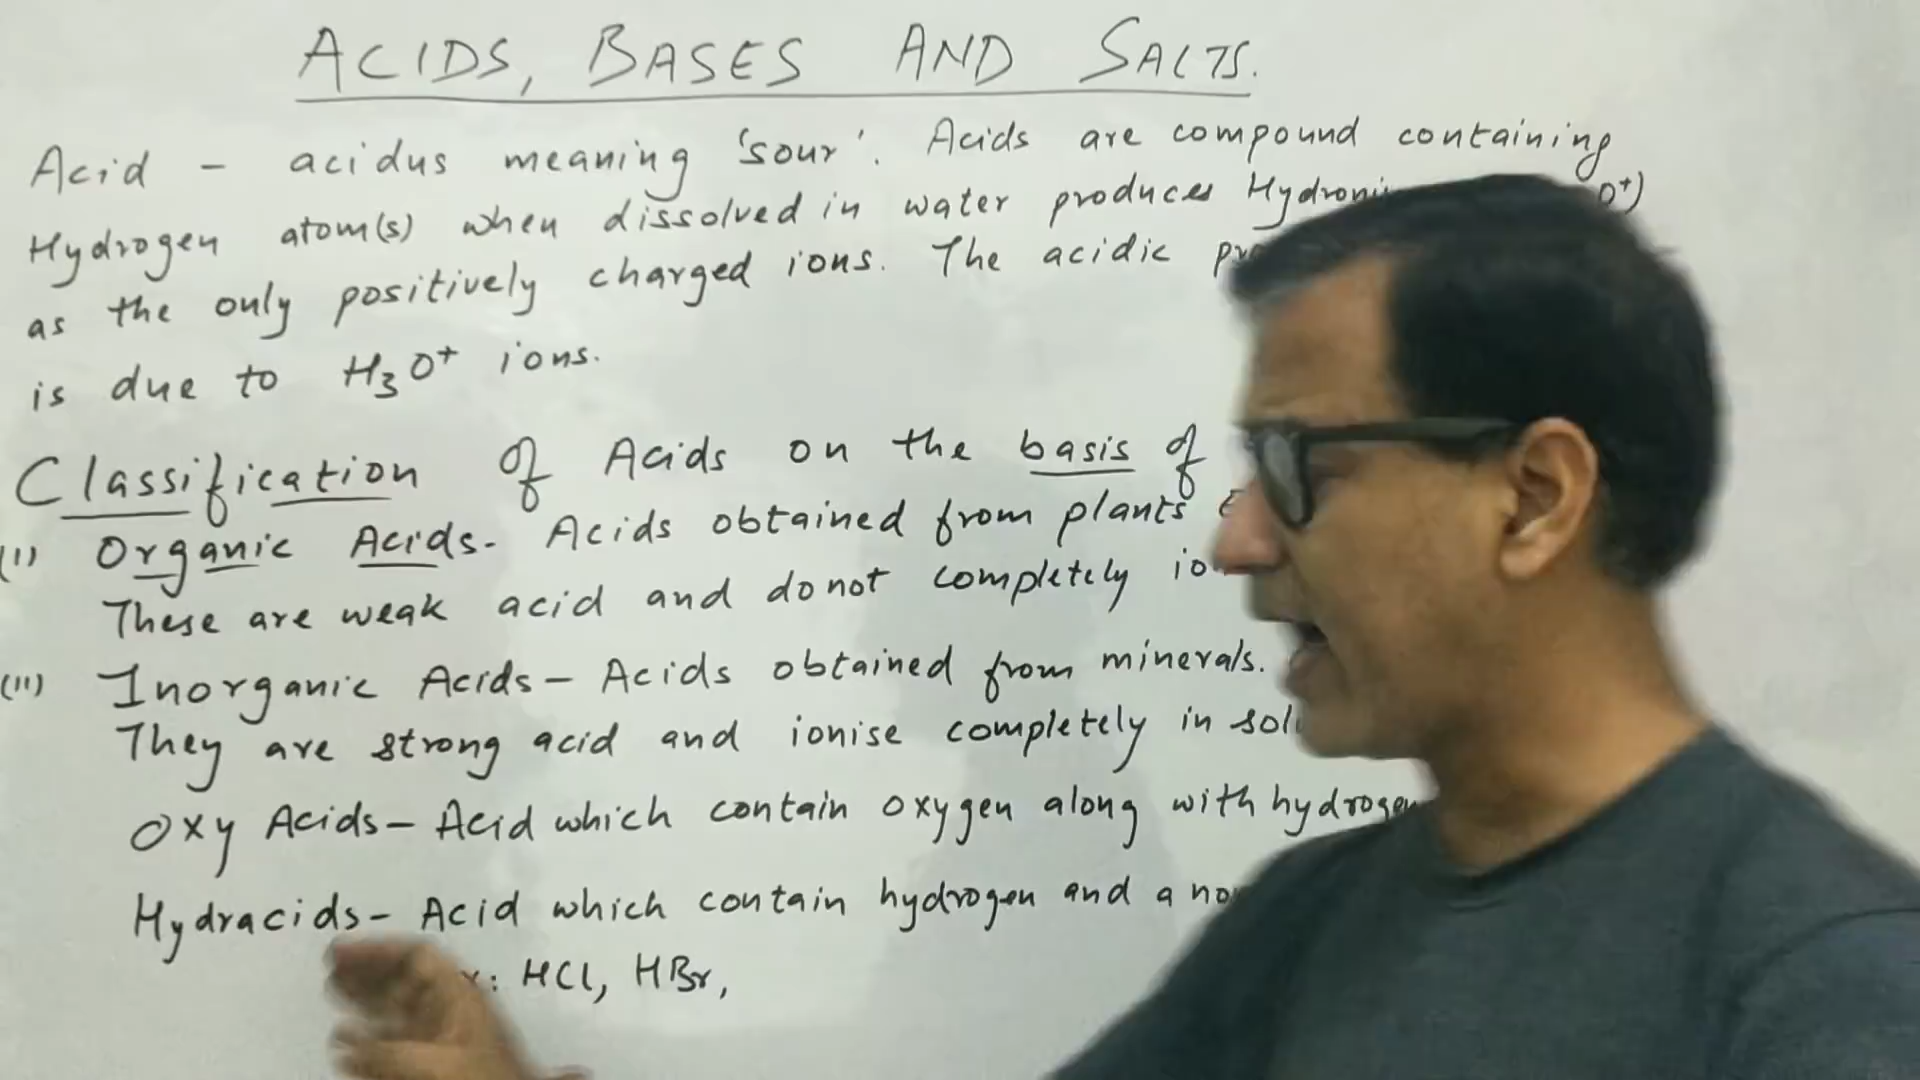 ACIDS, BASES AND SALTS.
Acid - acidus meaning 'sour'. Acids are compound containing
Hydrogen atom(s) when dissolved in water produces
as the only positively charged ions. The acidic
is due to H3O+ ions.
Classification of Acids on the basis of
(I) Organic Acids- Acids obtained from plants
These are weak acid and donot completely
(II) Inorganic Acids- Acids obtained from minerals.
They are strong acid and ionise completely in
Oxy Acids- Acid which contain oxygen along with hydrogen
Hydracids- Acid which contain hydrogen and a
HCl, HBr,